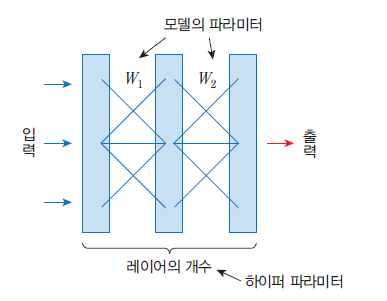 모델의 파라미터
W₁
W₂
입력
출력
레이어의 개수
하이퍼 파라미터